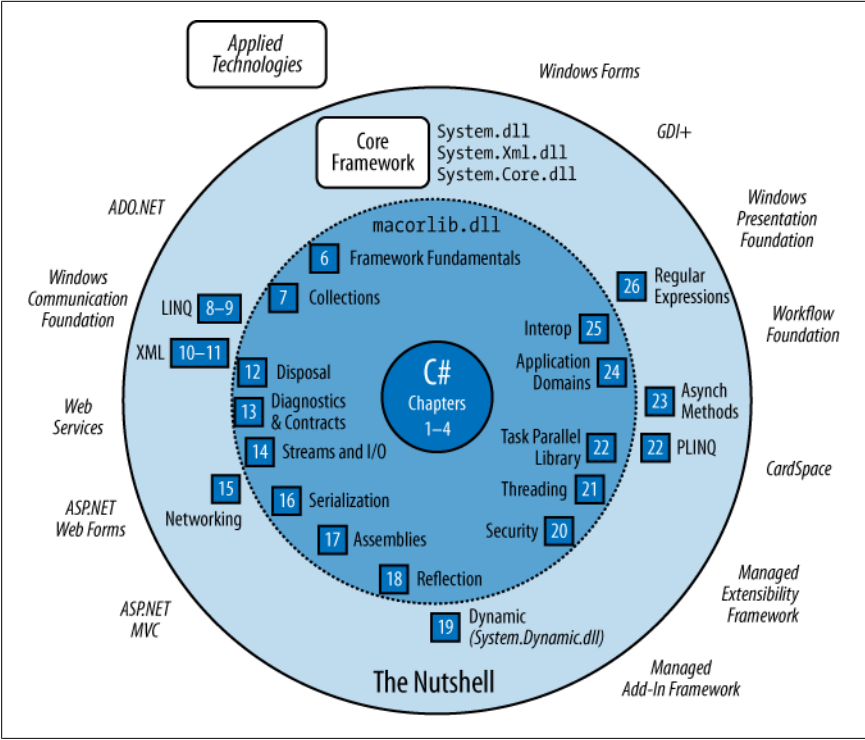 Applied
Technologies
Windows Forms
GDI+
Core
Framework
System.dll
System.Xml.dll
System.Core.dll
ADO.NET
Windows
Presentation
Foundation
macorlib.dll
6 Framework Fundamentals
7 Collections
26 Regular
Expressions
Windows
Communication
Foundation
LINQ 8–9
Workflow
Foundation
Interop 25
XML 10–11
12 Disposal
Application
Domains 24
C#
Chapters
1–4
13 Diagnostics
& Contracts
23 Asynch
Methods
Web
Services
14 Streams and I/O
Task Parallel
Library 22
22 PLINQ
CardSpace
15
Networking
16 Serialization
Threading 21
ASP.NET
Web Forms
17 Assemblies
Security 20
18 Reflection
Managed
Extensibility
Framework
ASP.NET
MVC
19 Dynamic
(System.Dynamic.dll)
The Nutshell
Managed
Add-In Framework